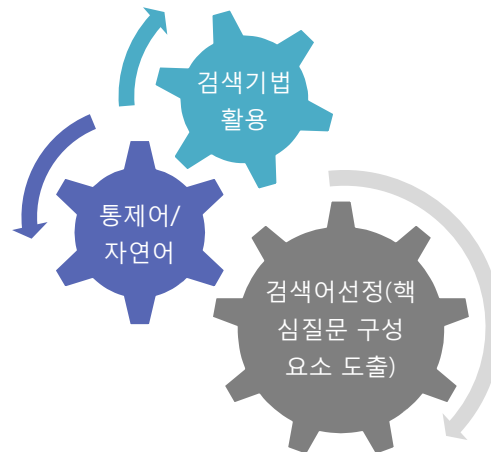 검색기법
활용
통제어/
자연어
검색어선정(핵
심질문 구성
요소 도출)